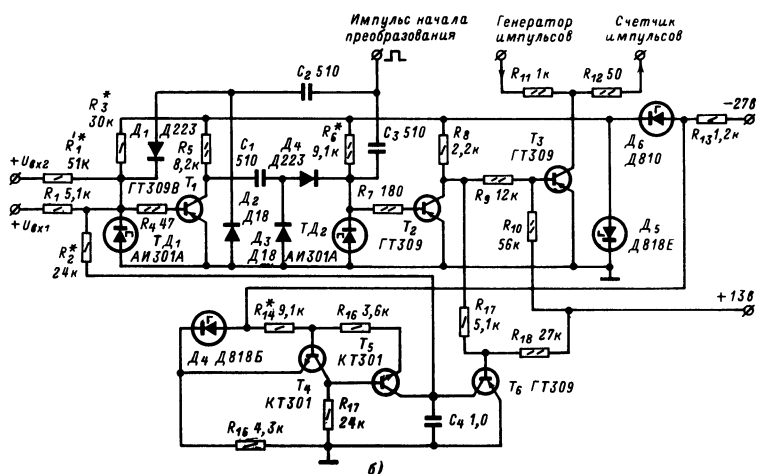 Импульс начала
преобразования
Генератор
импульсов
Счетчик
импульсов
C2 510
R11 1к
R12 50
R3*
30к
Д1
Д223
R5
8,2к
C1
510
Д4
Д223
R6*
9,1к
C3 510
R8
2,2к
T3
ГТ309
Д6
Д810
-27в
R13 1,2к
R1'*
51к
+Uвх2
ГТ309В
T1
R1 5,1к
+Uвх1
R4 47
R7 180
R9 12к
Д2
Д18
R2*
24к
ТД1
АИ301А
Д3
Д18
ТД2
АИ301А
T2
ГТ309
R10
56к
Д5
Д818Е
+13в
R17
5,1к
R18 27к
R14* 9,1к
R16 3,6к
Д4 Д818Б
T5
КТ301
T4
КТ301
T6 ГТ309
R17
24к
C4 1,0
R16 4,3к
б)